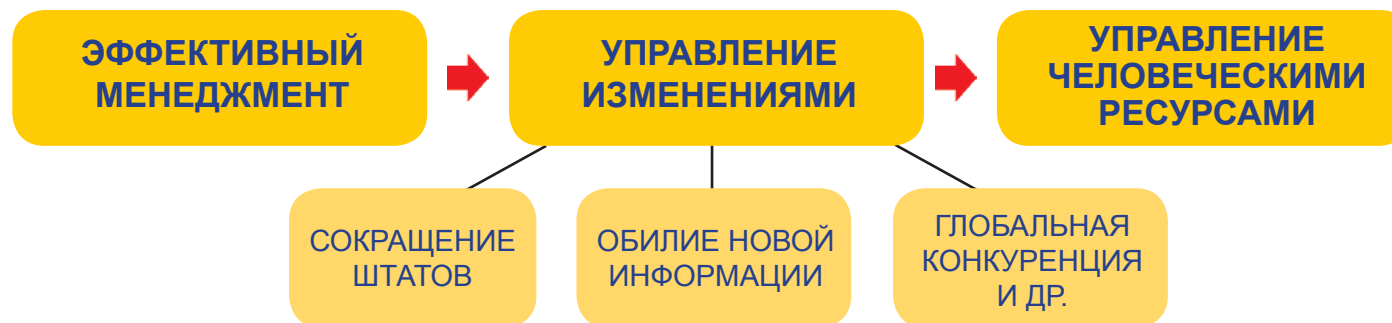 ЭФФЕКТИВНЫЙ
МЕНЕДЖМЕНТ
УПРАВЛЕНИЕ
ИЗМЕНЕНИЯМИ
УПРАВЛЕНИЕ
ЧЕЛОВЕЧЕСКИМИ
РЕСУРСАМИ
СОКРАЩЕНИЕ
ШТАТОВ
ОБИЛИЕ НОВОЙ
ИНФОРМАЦИИ
ГЛОБАЛЬНАЯ
КОНКУРЕНЦИЯ
И ДР.